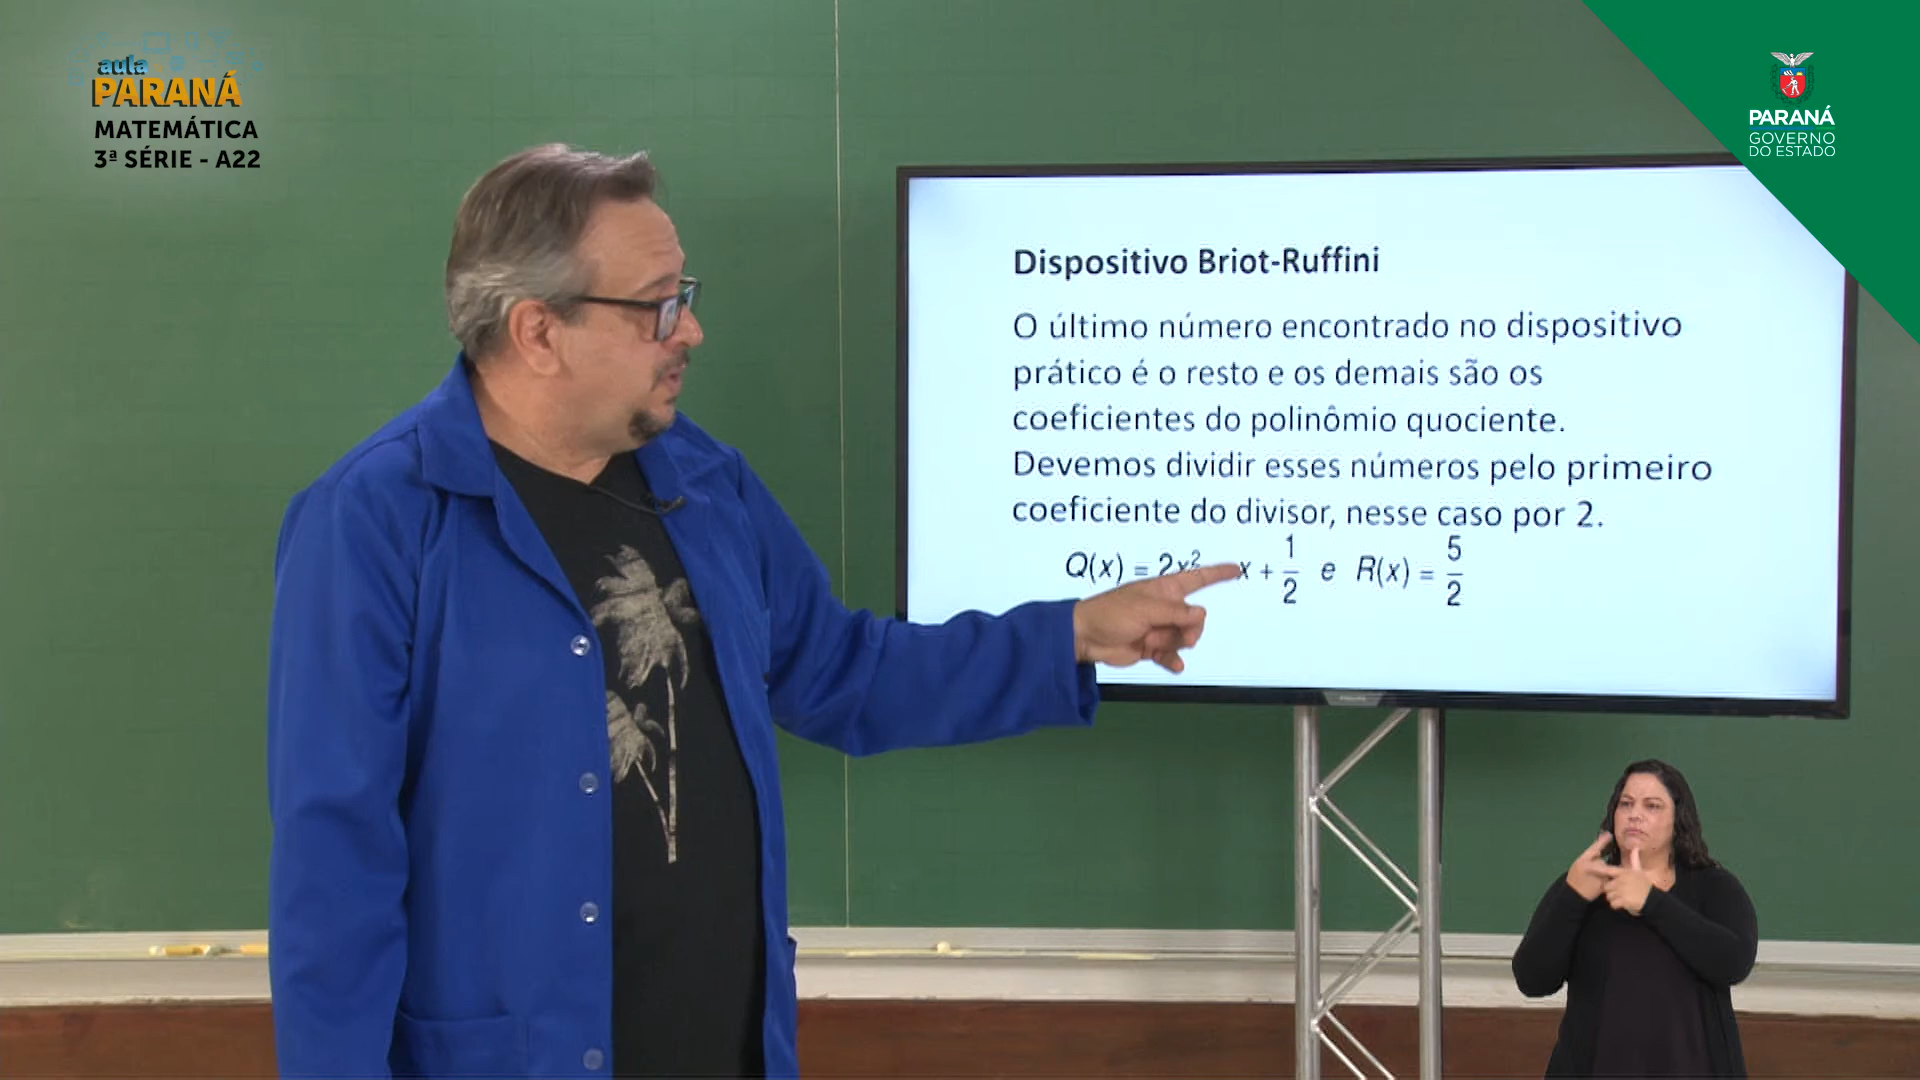 aula
PARANÁ
MATEMÁTICA
3ª SÉRIE - A22
PARANÁ
GOVERNO
DO ESTADO
Dispositivo Briot-Ruffini
O último número encontrado no dispositivo
prático é o resto e os demais são os
coeficientes do polinômio quociente.
Devemos dividir esses números pelo primeiro
coeficiente do divisor, nesse caso por 2.
Q(x) = 2x² x + 1/2 e R(x) = 5/2